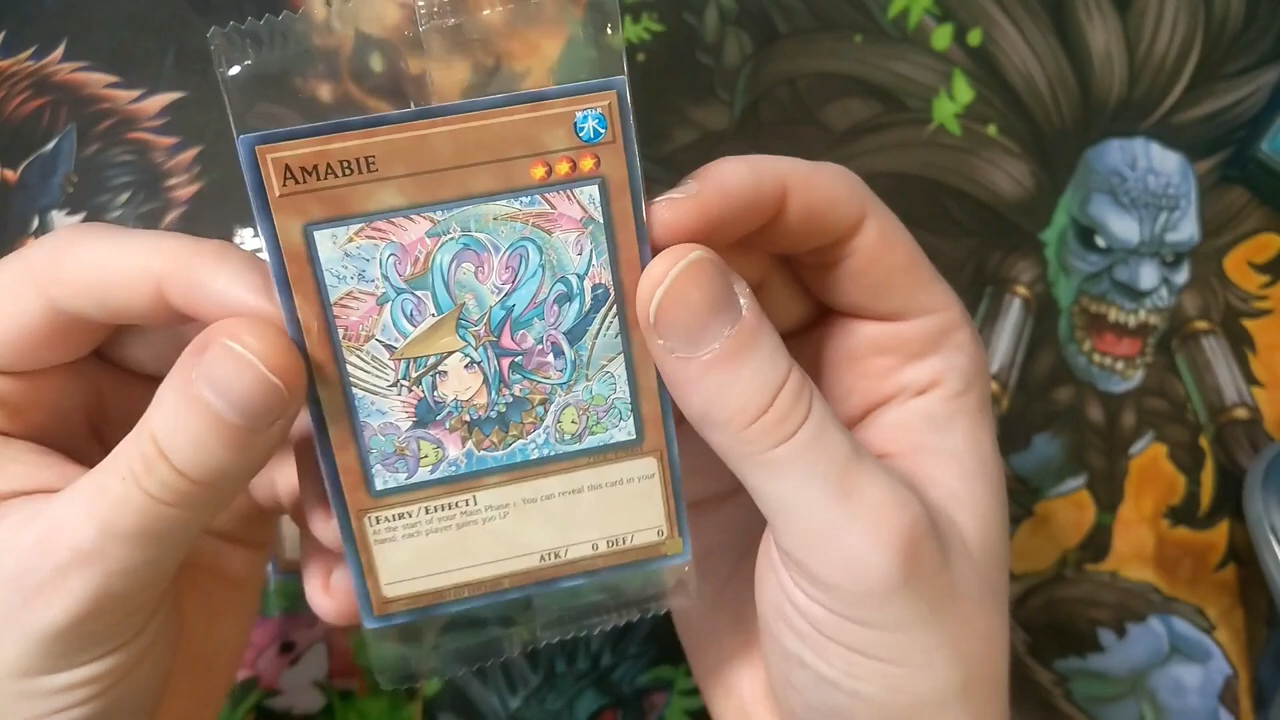 WATER
水
AMABIE
[FAIRY/EFFECT]
At the start of your Main Phase 1: You can reveal this card in your
hand; each player gains 300 LP.
ATK/ 0 DEF/ 0